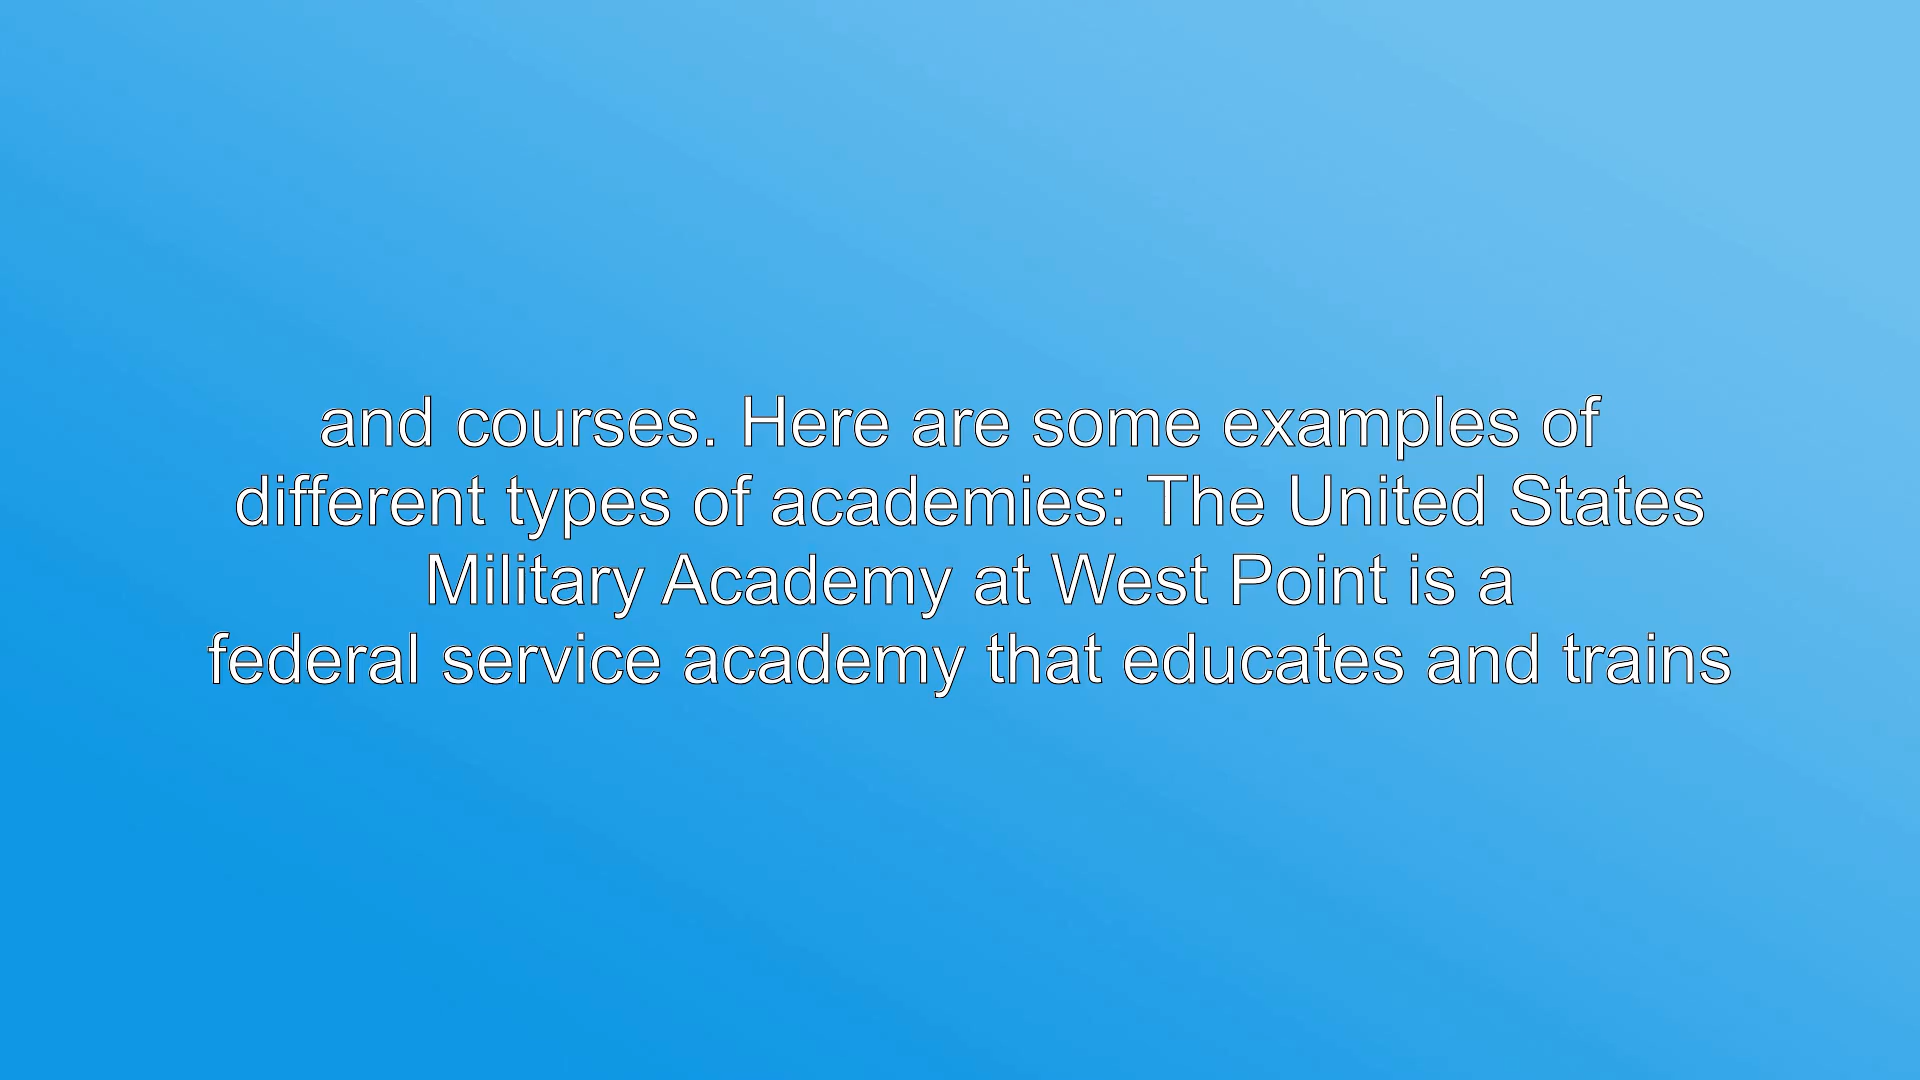 and courses. Here are some examples of
different types of academies: The United States
Military Academy at West Point is a
federal service academy that educates and trains